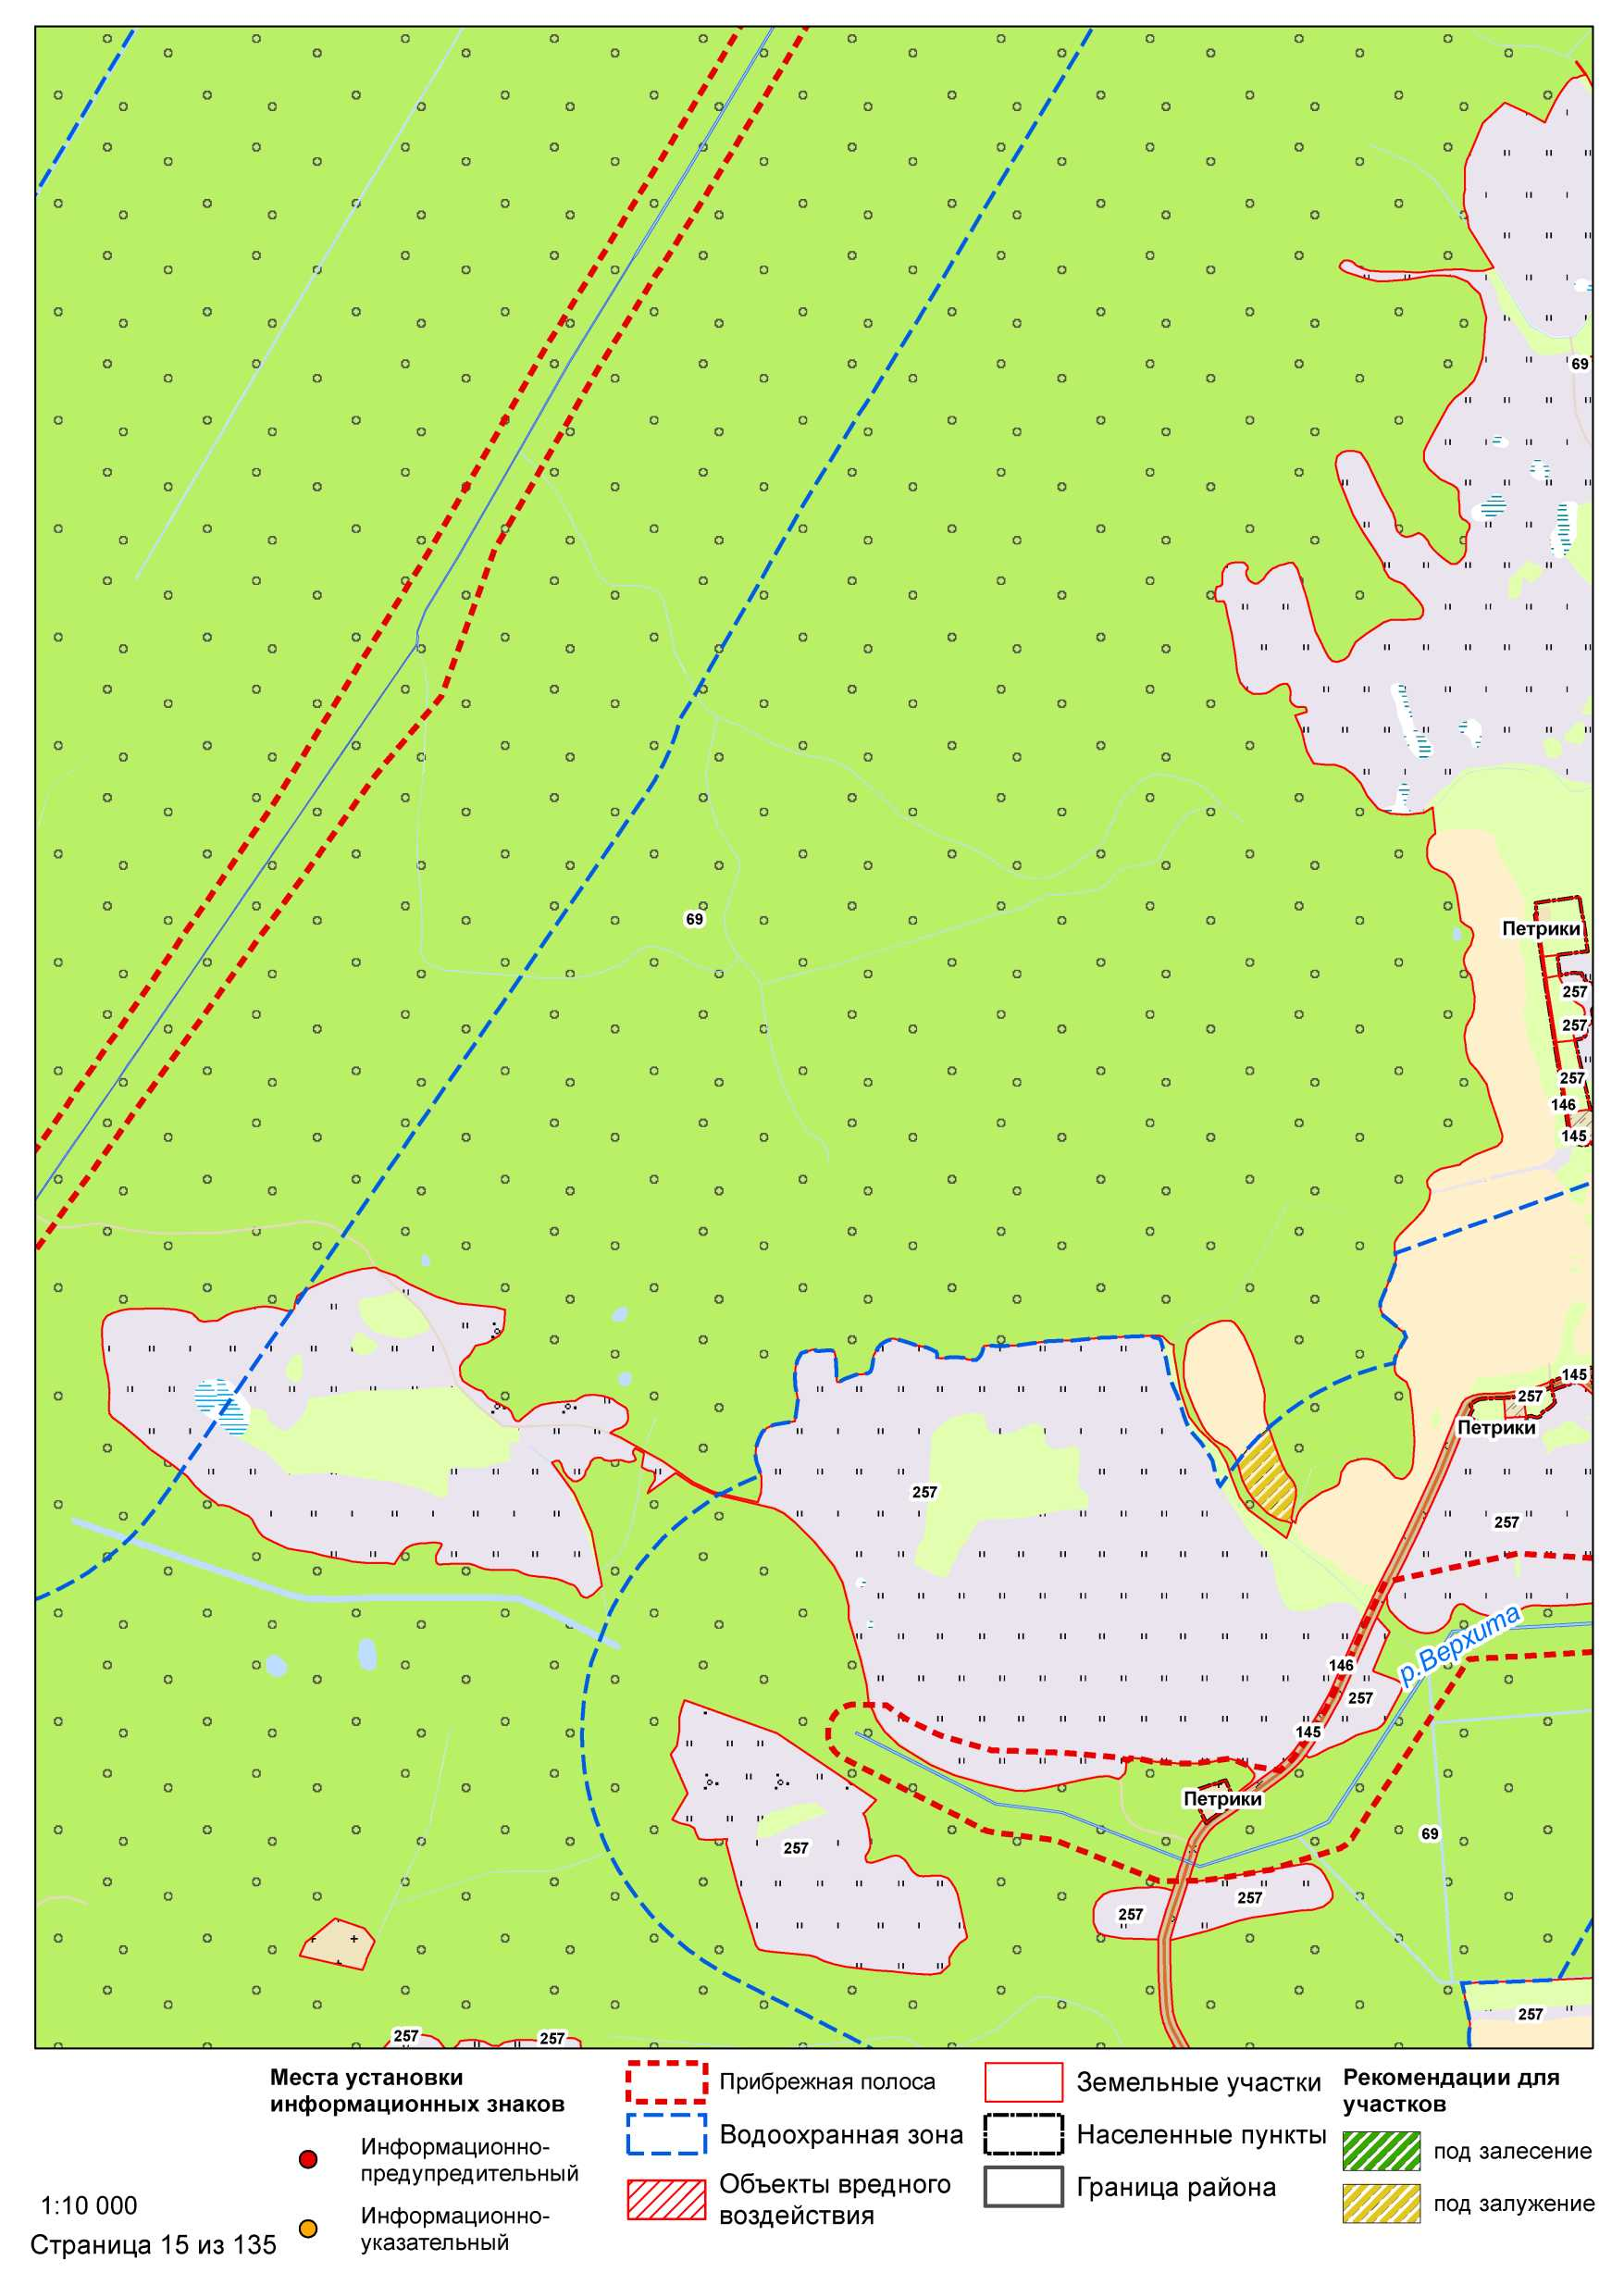 69
69
Петрики
257
257
257
146
145
145
257
Петрики
257
257
р.Верхита
146
257
145
Петрики
257
69
257
257
257
257
257
Места установки
информационных знаков
Информационно-
предупредительный
Информационно-
указательный
Прибрежная полоса
Водоохранная зона
Объекты вредного
воздействия
Земельные участки
Населенные пункты
Граница района
Рекомендации для
участков
под залесение
под залужение
1:10 000
Страница 15 из 135